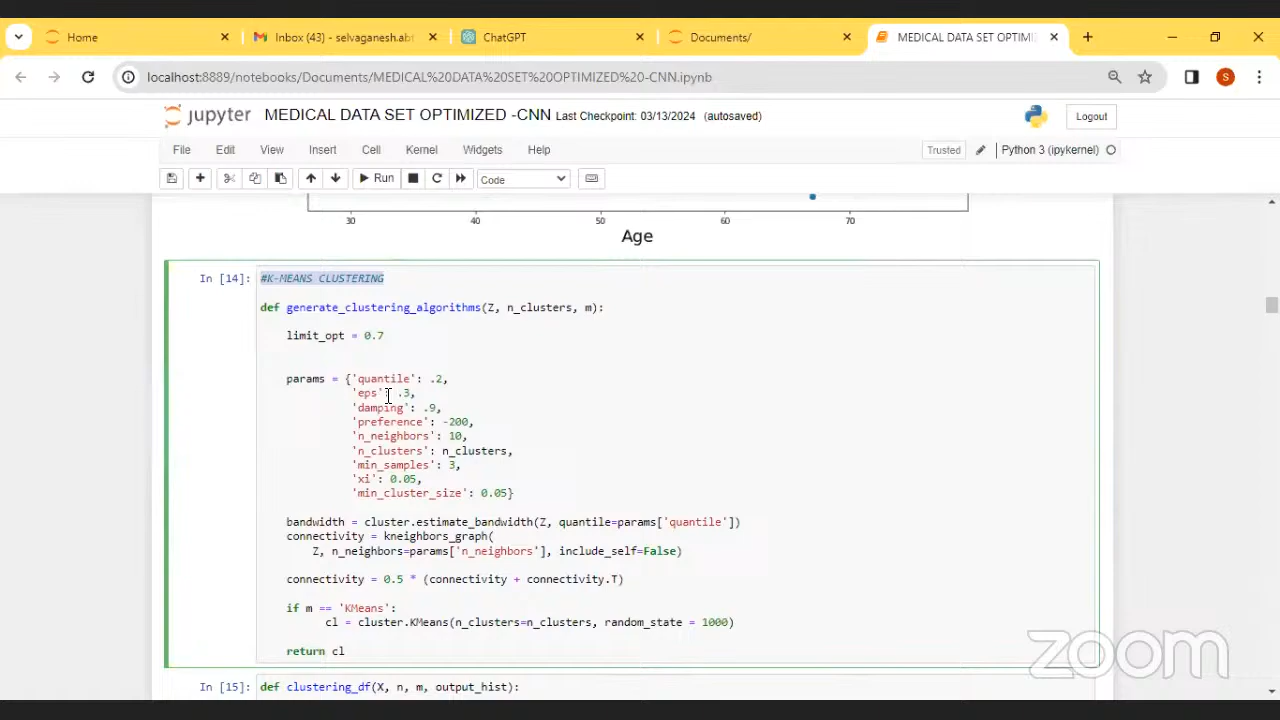 Home
Inbox (43) - selvaganesh.abt
ChatGPT
Documents/
MEDICAL DATA SET OPTIMI
localhost:8889/notebooks/Documents/MEDICAL%20DATA%20SET%20OPTIMIZED%20-CNN.ipynb
S
jupyter MEDICAL DATA SET OPTIMIZED -CNN Last Checkpoint: 03/13/2024 (autosaved)
Logout
File Edit View Insert Cell Kernel Widgets Help
Trusted
Python 3 (ipykernel)
Run
Code
30 40 50 60 70
Age
In [14]: #K-MEANS CLUSTERING
def generate_clustering_algorithms(Z, n_clusters, m):
limit_opt = 0.7
params = {'quantile': .2,
'eps': .3,
'damping': .9,
'preference': -200,
'n_neighbors': 10,
'n_clusters': n_clusters,
'min_samples': 3,
'xi': 0.05,
'min_cluster_size': 0.05}
bandwidth = cluster.estimate_bandwidth(Z, quantile=params['quantile'])
connectivity = kneighbors_graph(
Z, n_neighbors=params['n_neighbors'], include_self=False)
connectivity = 0.5 * (connectivity + connectivity.T)
if m == 'KMeans':
cl = cluster.KMeans(n_clusters=n_clusters, random_state = 1000)
return cl
zoom
In [15]: def clustering_df(X, n, m, output_hist):